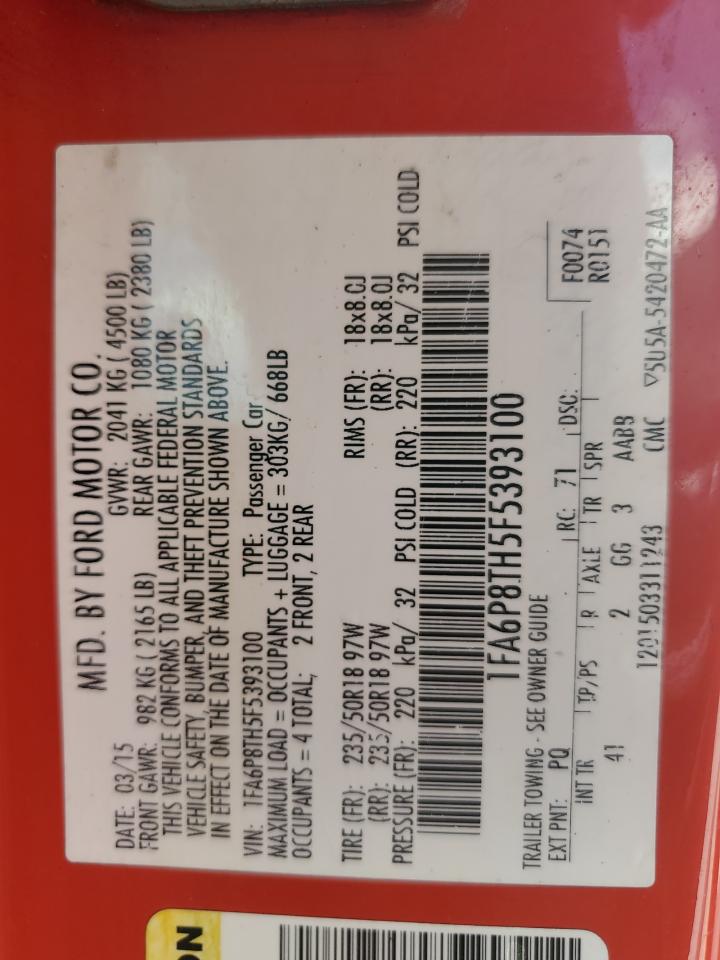 MFD. BY FORD MOTOR CO.
DATE: 03/15 GVWR: 2041 KG ( 4500 LB)
FRONT GAWR: 982 KG ( 2165 LB) REAR GAWR: 1080 KG ( 2380 LB)
THIS VEHICLE CONFORMS TO ALL APPLICABLE FEDERAL MOTOR
VEHICLE SAFETY, BUMPER, AND THEFT PREVENTION STANDARDS
IN EFFECT ON THE DATE OF MANUFACTURE SHOWN ABOVE.
VIN: 1FA6P8TH5F5393100 TYPE: Passenger Car
MAXIMUM LOAD = OCCUPANTS + LUGGAGE = 303KG/ 668LB
OCCUPANTS = 4 TOTAL; 2 FRONT, 2 REAR
TIRE (FR): 235/50R18 97W RIMS (FR): 18x8.0J
(RR): 235/50R18 97W (RR): 18x8.0J
PRESSURE (FR): 220 kPa/ 32 PSI COLD (RR): 220 kPa/ 32 PSI COLD
1FA6P8TH5F5393100
TRAILER TOWING - SEE OWNER GUIDE
EXT PNT: PQ RC: 71 DSC: F0074
INT TR TP/PS R AXLE TR SPR R0151
41 2 GG 3 AABB
1201503311243 CMC ▽5U5A-5420472-AA
ON